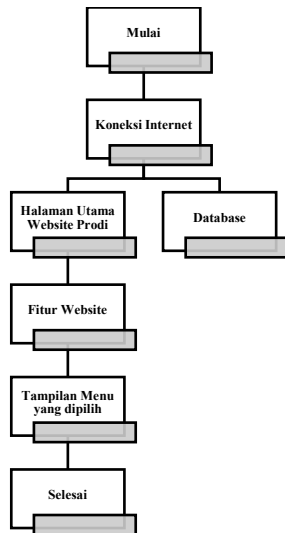 Mulai
Koneksi Internet
Halaman Utama
Website Prodi
Database
Fitur Website
Tampilan Menu
yang dipilih
Selesai